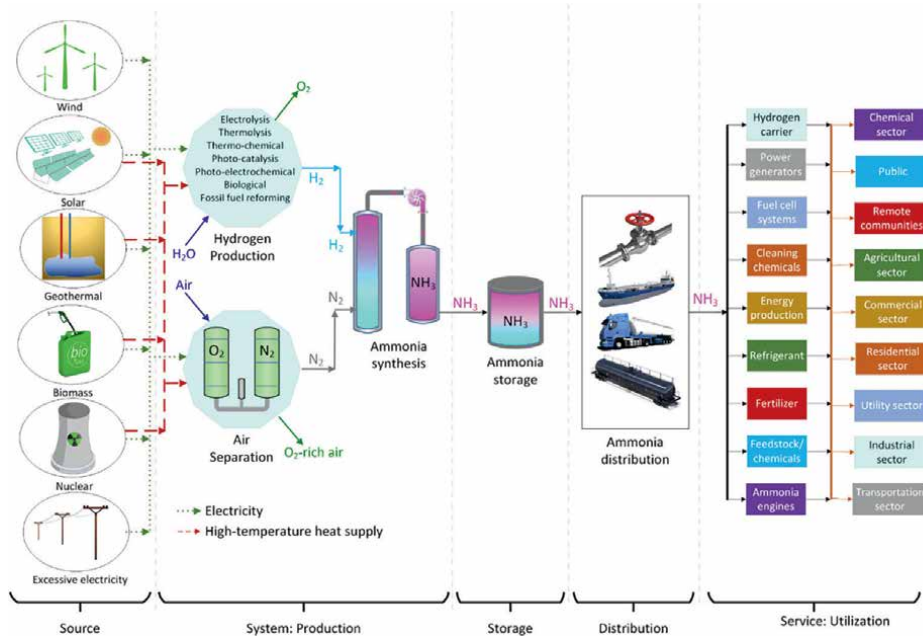 Wind
Solar
Geothermal
bio
Biomass
Nuclear
Excessive electricity
O2
Electrolysis
Thermolysis
Thermo-chemical
Photo-catalysis
Photo-electrochemical
Biological
Fossil fuel reforming
H2O
Hydrogen
Production
H2
H2
Air
O2
N2
N2
N2
Air
Separation
O2-rich air
Electricity
High-temperature heat supply
NH3
Ammonia
synthesis
NH3
NH3
Ammonia
storage
NH3
Ammonia
distribution
NH3
Hydrogen
carrier
Power
generators
Fuel cell
systems
Cleaning
chemicals
Energy
production
Refrigerant
Fertilizer
Feedstock/
chemicals
Ammonia
engines
Chemical
sector
Public
Remote
communities
Agricultural
sector
Commercial
sector
Residential
sector
Utility sector
Industrial
sector
Transportation
sector
Source
System: Production
Storage
Distribution
Service: Utilization